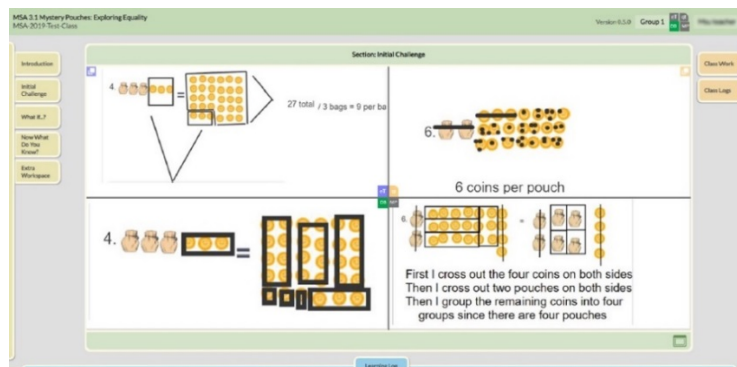 MSA 3.1 Mystery Pouches: Exploring Equality
MSA-2019-Test-Class
Group 1
Section: Initial Challenge
Introduction
Initial
Challenge
What If..?
Now What
Do You
Know?
Extra
Workspace
Class Work
Class Logs
4.
=
27 total / 3 bags = 9 per ba
6.
6 coins per pouch
4.
=
6.
=
First I cross out the four coins on both sides
Then I cross out two pouches on both sides
Then I group the remaining coins into four
groups since there are four pouches